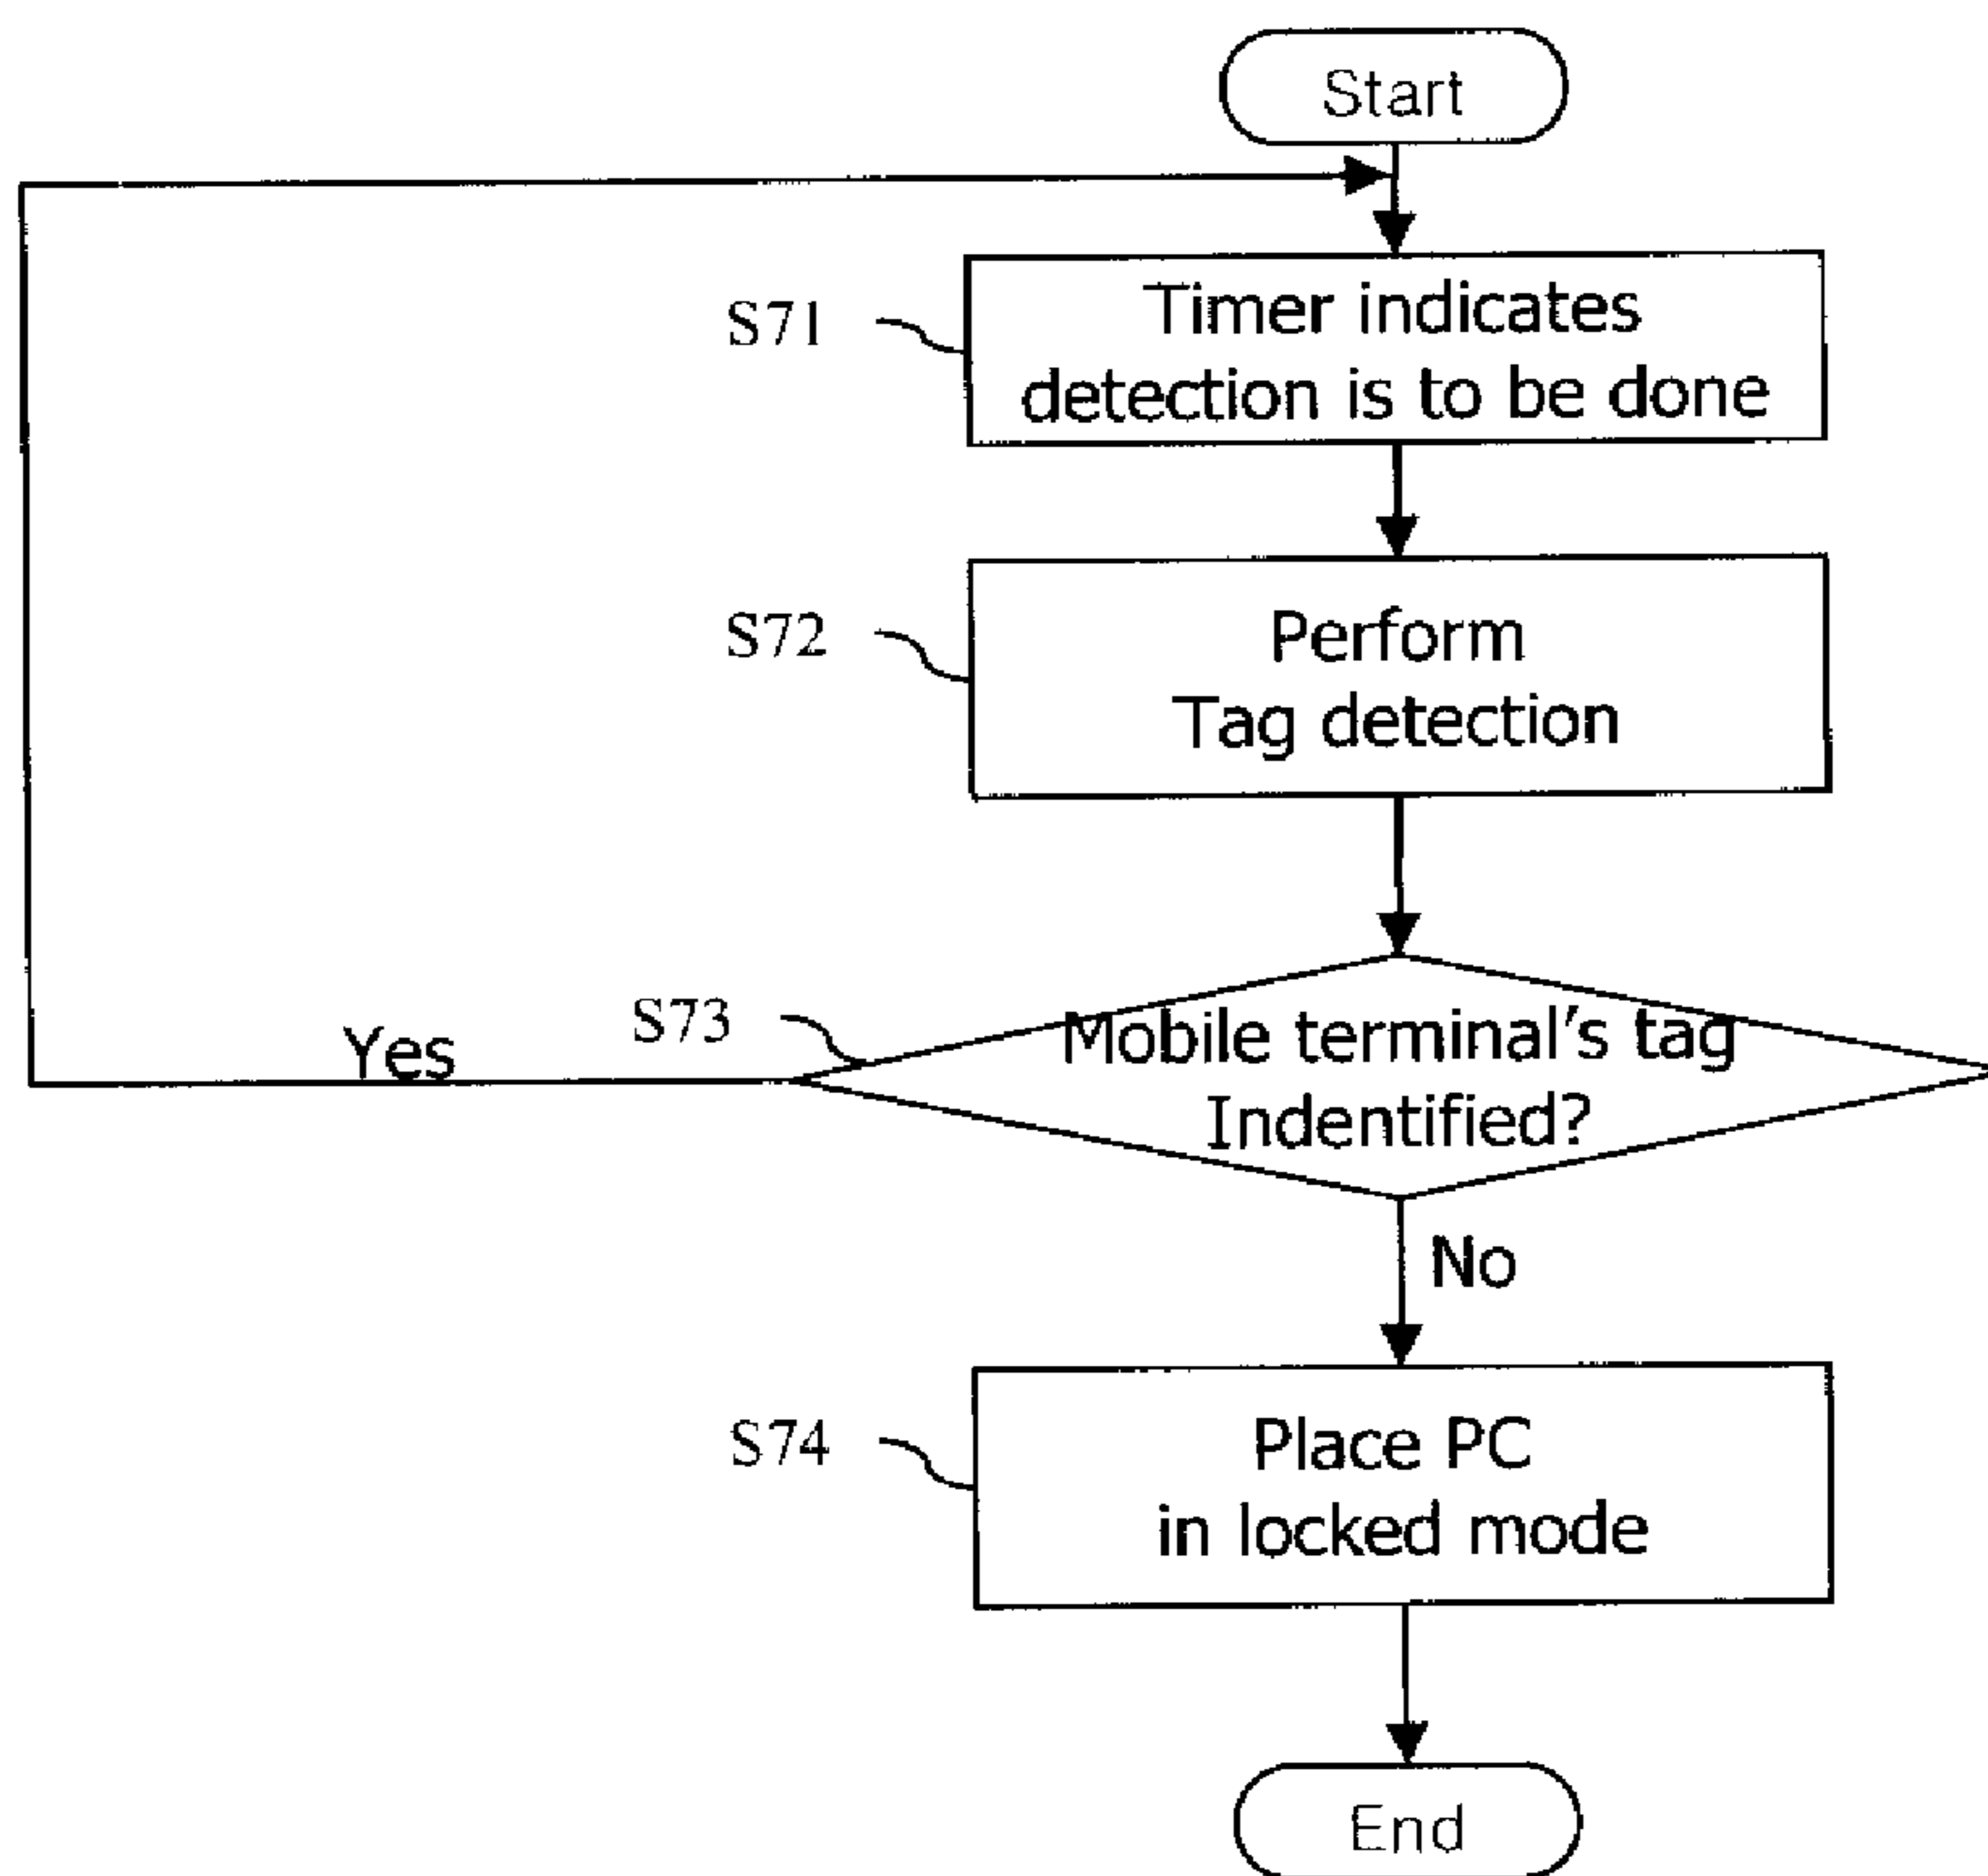 Start
S71
Timer indicates
detection is to be done
S72
Perform
Tag detection
S73
Mobile terminal's tag
Indentified?
Yes
No
S74
Place PC
in locked mode
End